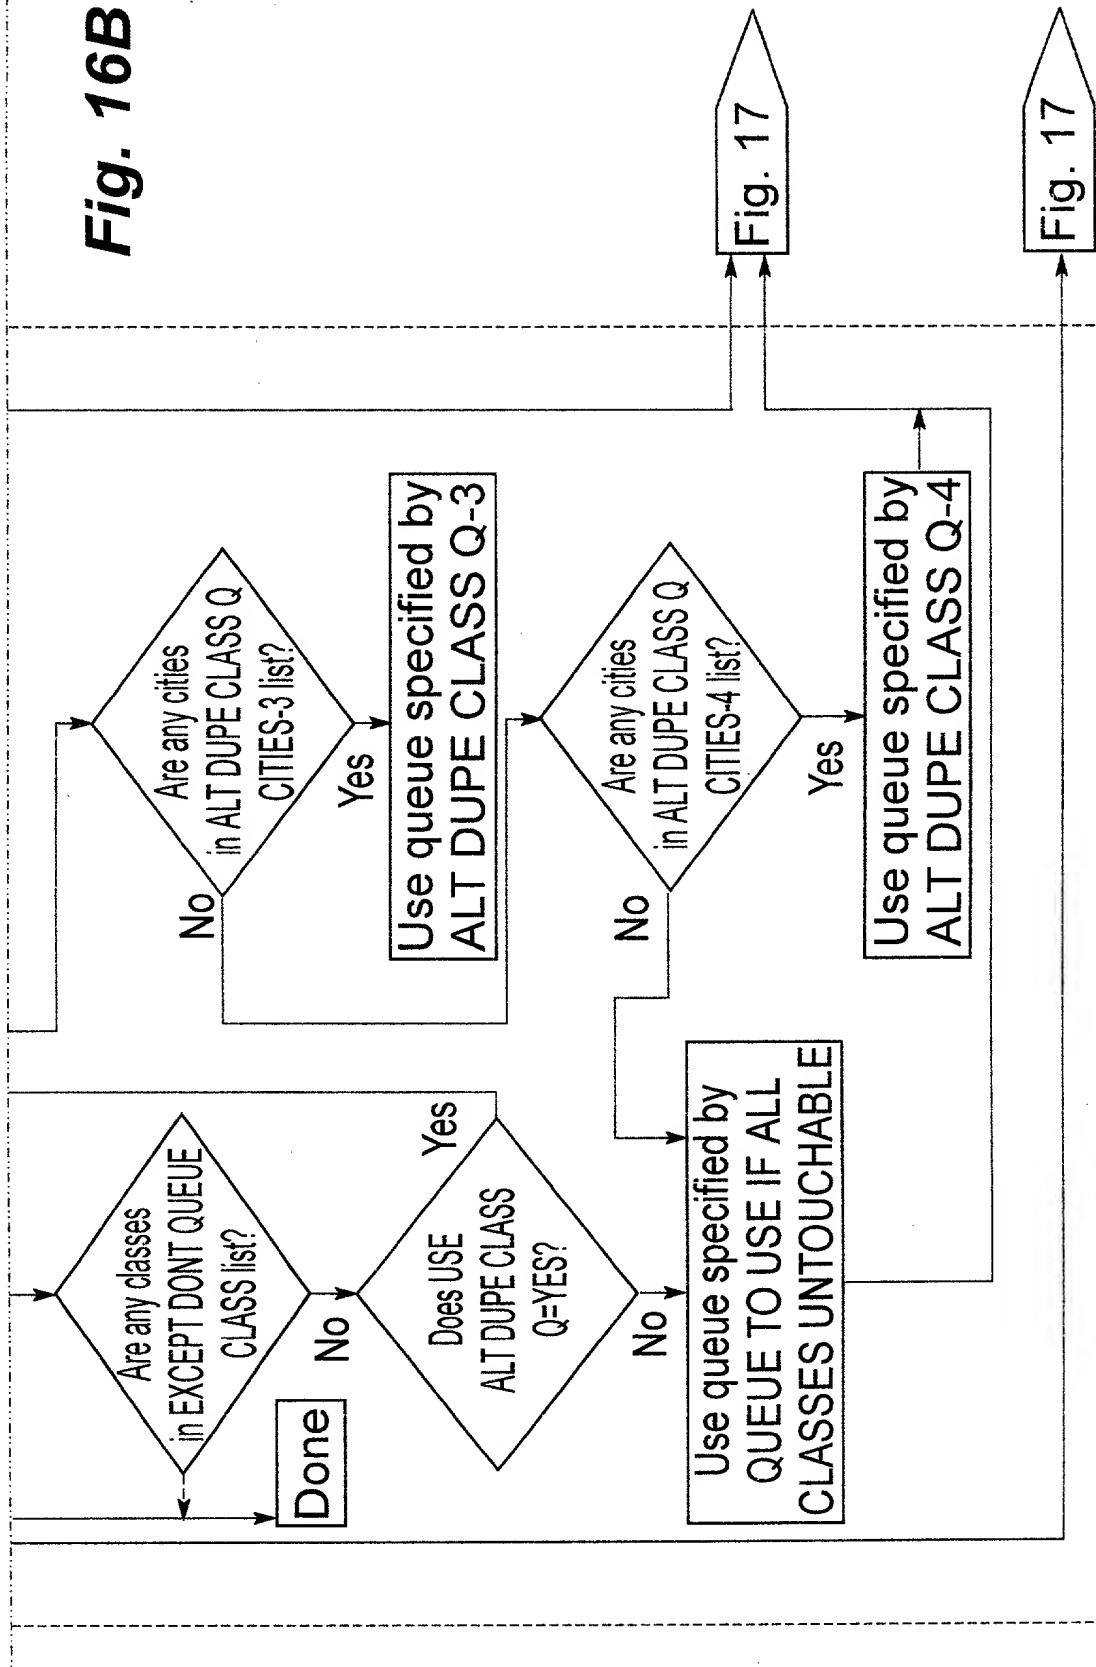 Fig. 16B
Are any classes
in EXCEPT DONT QUEUE
CLASS list?
Done
No
Does USE
ALT DUPE CLASS
Q=YES?
Yes
No
Use queue specified by
QUEUE TO USE IF ALL
CLASSES UNTOUCHABLE
Are any cities
in ALT DUPE CLASS Q
CITIES-3 list?
No
Yes
Use queue specified by
ALT DUPE CLASS Q-3
Are any cities
in ALT DUPE CLASS Q
CITIES-4 list?
No
Yes
Use queue specified by
ALT DUPE CLASS Q-4
Fig. 17
Fig. 17